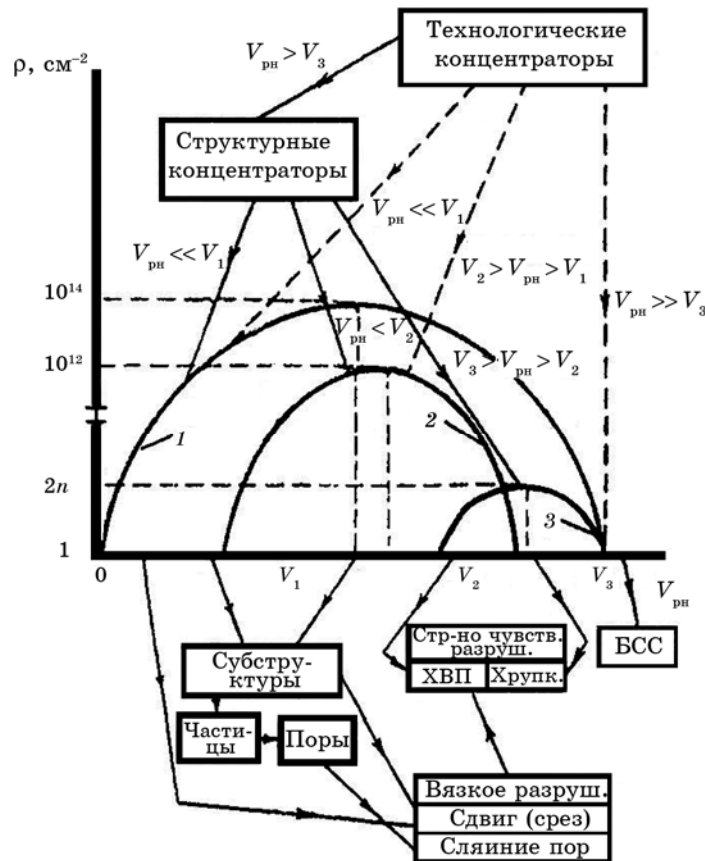 Технологические
концентраторы
V_рн > V_3
ρ, см⁻²
Структурные
концентраторы
V_рн << V_1
V_рн << V_1
V_2 > V_рн > V_1
10¹⁴
V_рн >> V_3
V_рн < V_2
10¹²
V_3 > V_рн > V_2
1
2
2n
3
1
0
V_1
V_2
V_3
V_рн
Стр-но чувств.
разруш.
БСС
Субстру-
ктуры
ХВП
Хрупк.
Части-
цы
Поры
Вязкое разруш.
Сдвиг (срез)
Сляиние пор